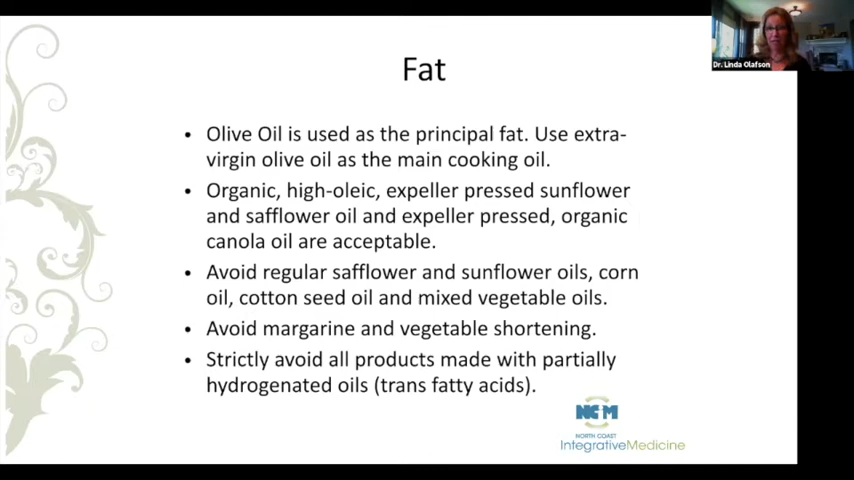 Dr. Linda Olafson
Fat
• Olive Oil is used as the principal fat. Use extra-
virgin olive oil as the main cooking oil.
• Organic, high-oleic, expeller pressed sunflower
and safflower oil and expeller pressed, organic
canola oil are acceptable.
• Avoid regular safflower and sunflower oils, corn
oil, cotton seed oil and mixed vegetable oils.
• Avoid margarine and vegetable shortening.
• Strictly avoid all products made with partially
hydrogenated oils (trans fatty acids).
NCIM
NORTH COAST
IntegrativeMedicine